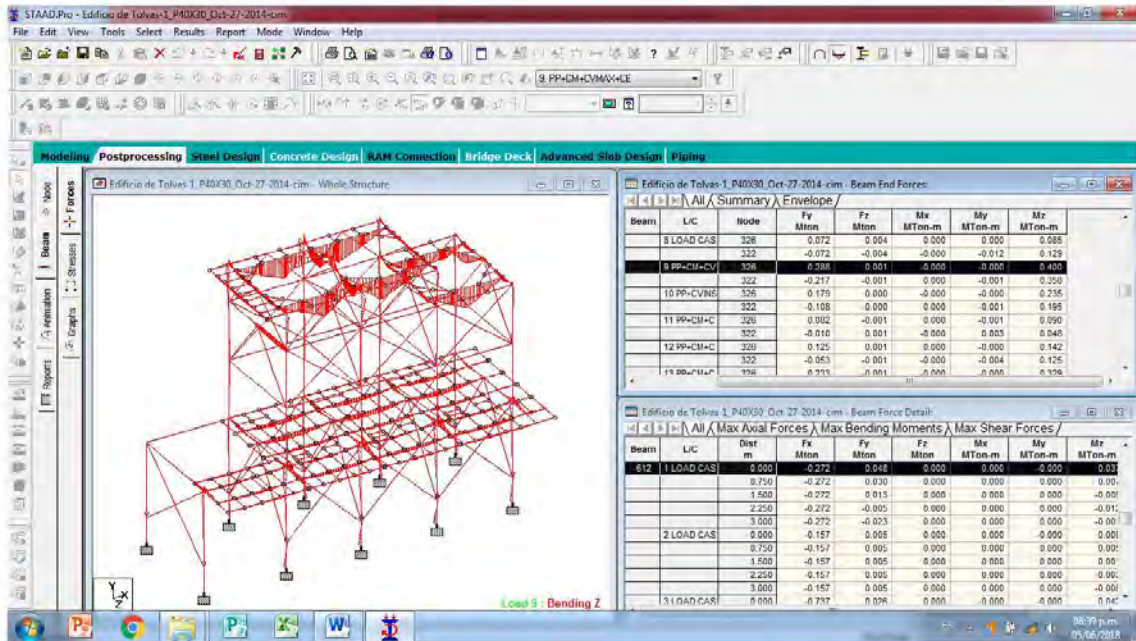 STAAD.Pro - Edificio de Tolvas-1_P40X30_Oct-27-2014-cim
File Edit View Tools Select Results Report Mode Window Help
9 PP+CM+CVMAX+CE
Modeling Postprocessing Steel Design Concrete Design RAM Connection Bridge Deck Advanced Slab Design Piping
Node
Beam
Animation
Reports
Forces
Stresses
Graphs
Edificio de Tolvas-1_P40X30_Oct-27-2014-cim - Whole Structure
Y
X
Z
Load 9 : Bending Z
Edificio de Tolvas-1_P40X30_Oct-27-2014-cim - Beam End Forces:
All Summary Envelope
Beam L/C Node Fy Mton Fz Mton Mx MTon-m My MTon-m Mz MTon-m
8 LOAD CAS 326 0.072 0.004 0.000 0.000 0.085
322 -0.072 -0.004 -0.000 -0.012 0.129
9 PP+CM+CV 326 0.288 0.001 -0.000 -0.000 0.400
322 -0.217 -0.001 0.000 -0.001 0.350
10 PP+CVNS 326 0.179 0.000 -0.000 -0.000 0.235
322 -0.108 -0.000 0.000 -0.001 0.195
11 PP+CM+C 326 0.082 -0.001 -0.000 -0.001 0.090
322 -0.010 0.001 -0.000 0.003 0.048
12 PP+CM+C 326 0.125 0.001 -0.000 -0.000 0.142
322 -0.053 -0.001 -0.000 -0.004 0.125
13 PP+CM+C 326 0.233 -0.001 -0.000 -0.000 0.329
Edificio de Tolvas-1_P40X30_Oct-27-2014-cim - Beam Force Detail:
All Max Axial Forces Max Bending Moments Max Shear Forces
Beam L/C Dist m Fx Mton Fy Mton Fz Mton Mx MTon-m My MTon-m Mz MTon-m
612 1 LOAD CAS 0.000 -0.272 0.048 0.000 0.000 -0.000 0.037
0.750 -0.272 0.030 0.000 0.000 -0.000
1.500 -0.272 0.013 0.000 0.000 0.000
2.250 -0.272 -0.005 0.000 0.000 0.000
3.000 -0.272 -0.023 0.000 0.000 0.000
2 LOAD CAS 0.000 -0.157 0.005 0.000 0.000 -0.000
0.750 -0.157 0.005 0.000 0.000 -0.000
1.500 -0.157 0.005 0.000 0.000 0.000
2.250 -0.157 0.005 0.000 0.000 0.000
3.000 -0.157 0.005 0.000 0.000 0.000
3 LOAD CAS 0.000 -0.737 0.026 -0.000 0.000 0.000
ES
08:39 p.m.
05/06/2018